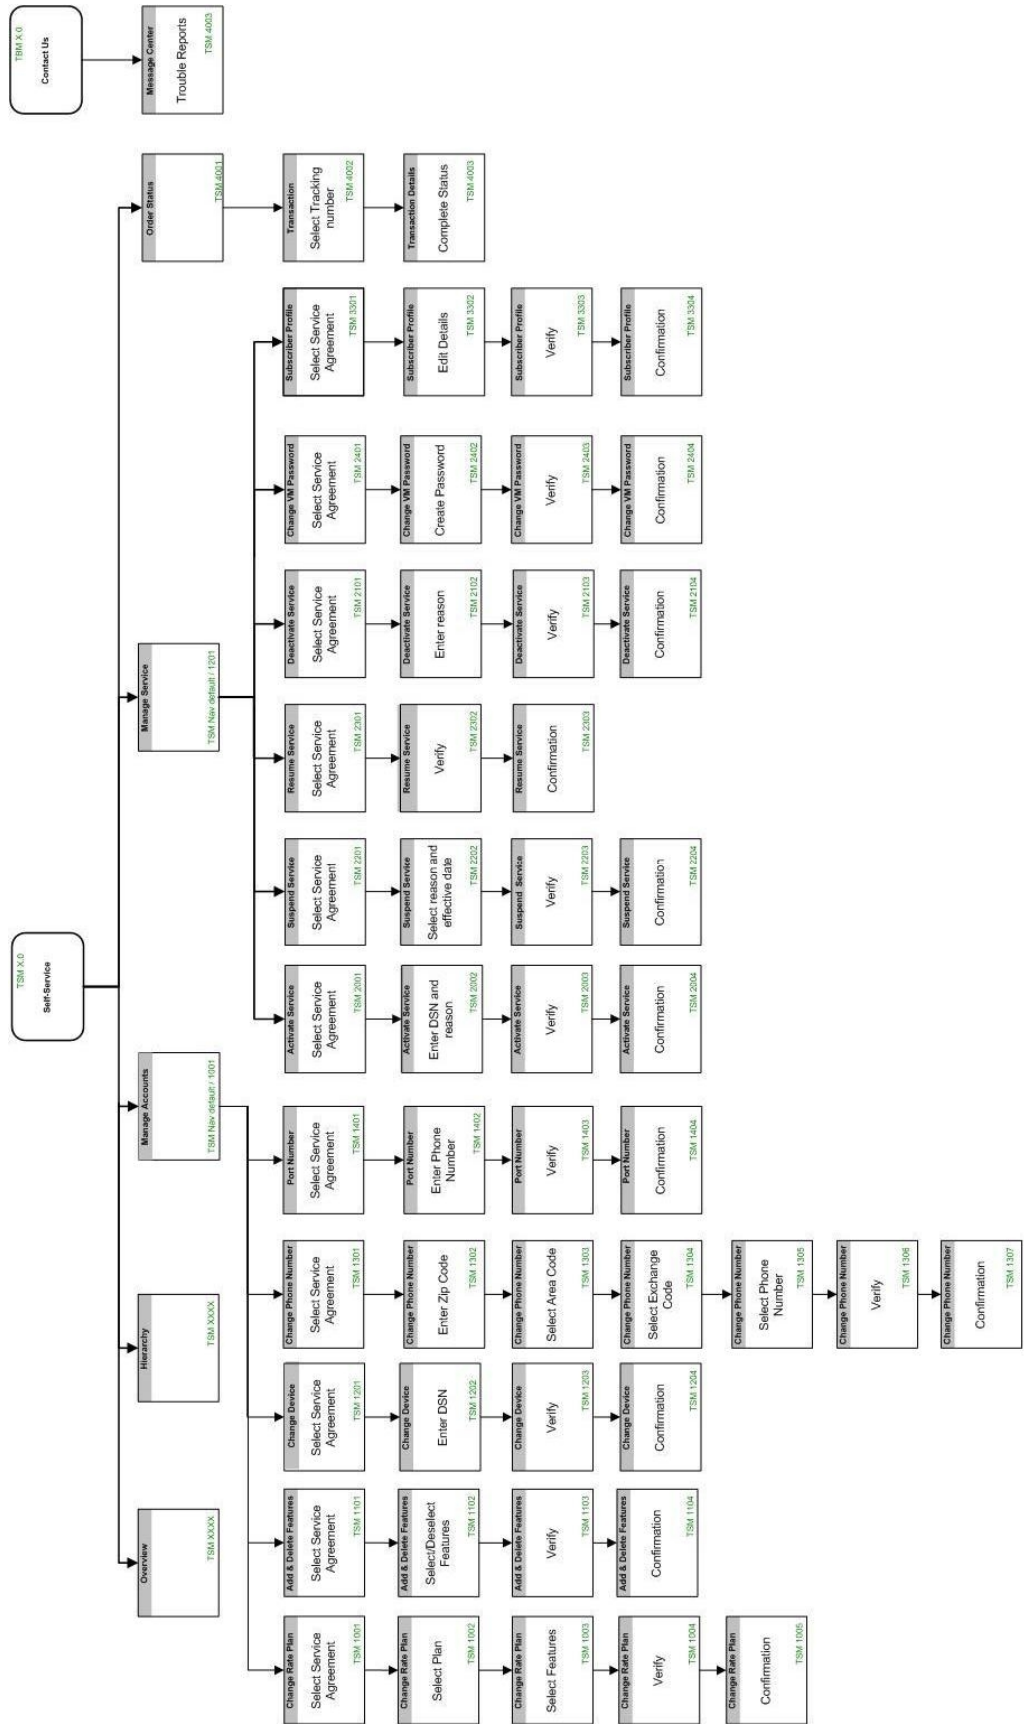 TBM X.0
Contact Us
Message Center
Trouble Reports
TSM 4003
TSM X.0
Self-Service
Overview
TSM XXXX
Hierarchy
TSM XXXX
Manage Accounts
TSM Nav default / 1001
Manage Service
TSM Nav default / 1201
Order Status
TSM 4001
Change Rate Plan
Select Service
Agreement
TSM 1001
Change Rate Plan
Select Plan
TSM 1002
Change Rate Plan
Select Features
TSM 1003
Change Rate Plan
Verify
TSM 1004
Change Rate Plan
Confirmation
TSM 1005
Add & Delete Features
Select Service
Agreement
TSM 1101
Add & Delete Features
Select/Deselect
Features
TSM 1102
Add & Delete Features
Verify
TSM 1103
Add & Delete Features
Confirmation
TSM 1104
Change Device
Select Service
Agreement
TSM 1201
Change Device
Enter DSN
TSM 1202
Change Device
Verify
TSM 1203
Change Device
Confirmation
TSM 1204
Change Phone Number
Select Service
Agreement
TSM 1301
Change Phone Number
Enter Zip Code
TSM 1302
Change Phone Number
Select Area Code
TSM 1303
Change Phone Number
Select Exchange
Code
TSM 1304
Change Phone Number
Select Phone
Number
TSM 1305
Change Phone Number
Verify
TSM 1306
Change Phone Number
Confirmation
TSM 1307
Port Number
Select Service
Agreement
TSM 1401
Port Number
Enter Phone
Number
TSM 1402
Port Number
Verify
TSM 1403
Port Number
Confirmation
TSM 1404
Activate Service
Select Service
Agreement
TSM 2001
Activate Service
Enter DSN and
reason
TSM 2002
Activate Service
Verify
TSM 2003
Activate Service
Confirmation
TSM 2004
Suspend Service
Select Service
Agreement
TSM 2201
Suspend Service
Select reason and
effective date
TSM 2202
Suspend Service
Verify
TSM 2203
Suspend Service
Confirmation
TSM 2204
Resume Service
Select Service
Agreement
TSM 2301
Resume Service
Verify
TSM 2302
Resume Service
Confirmation
TSM 2303
Deactivate Service
Select Service
Agreement
TSM 2101
Deactivate Service
Enter reason
TSM 2102
Deactivate Service
Verify
TSM 2103
Deactivate Service
Confirmation
TSM 2104
Change VM Password
Select Service
Agreement
TSM 2401
Change VM Password
Create Password
TSM 2402
Change VM Password
Verify
TSM 2403
Change VM Password
Confirmation
TSM 2404
Subscriber Profile
Select Service
Agreement
TSM 3301
Subscriber Profile
Edit Details
TSM 3302
Subscriber Profile
Verify
TSM 3303
Subscriber Profile
Confirmation
TSM 3304
Transaction
Select Tracking
number
TSM 4002
Transaction Details
Complete Status
TSM 4003